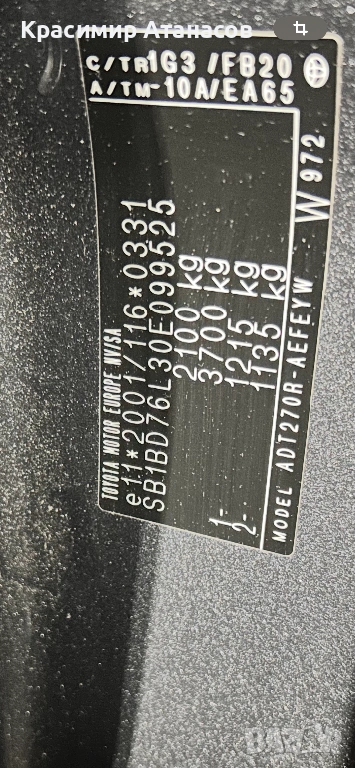 Красимир Атанасов
TOYOTA MOTOR EUROPE NV/SA
e11*2001/116*0331
SB1BD76L30E099525
2100 kg
3700 kg
1- 1215 kg
2- 1135 kg
MODEL ADT270R-AEFEYW W 972
C/TR 1G3 /FB20
A/TM -10A/EA65